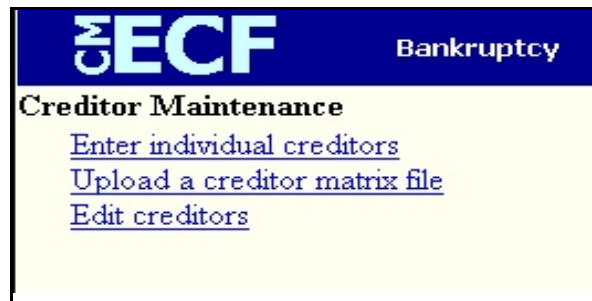 CM ECF Bankruptcy
Creditor Maintenance
Enter individual creditors
Upload a creditor matrix file
Edit creditors